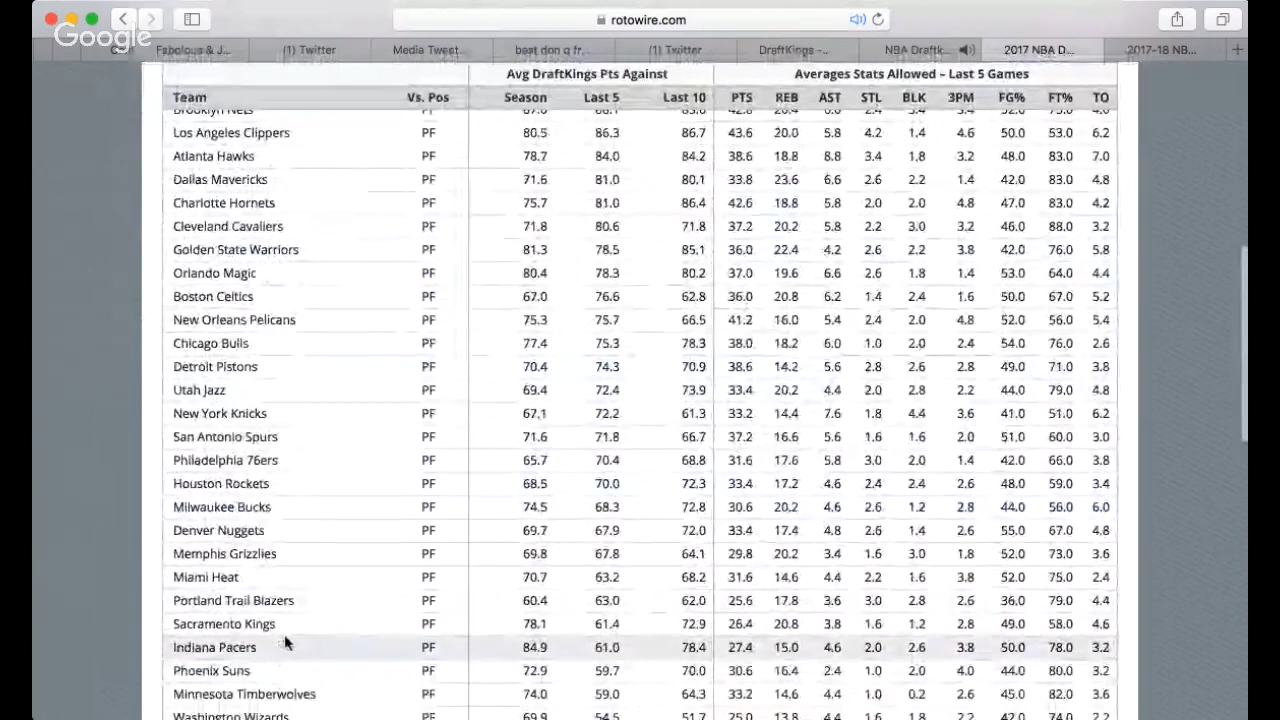 rotowire.com
Google
Fabolous & J... (1) Twitter Media Tweet... beat don q fr... (1) Twitter DraftKings –... NBA Draftk... 2017 NBA D... 2017-18 NB...
Avg DraftKings Pts Against Averages Stats Allowed – Last 5 Games
Team Vs. Pos Season Last 5 Last 10 PTS REB AST STL BLK 3PM FG% FT% TO
Brooklyn Nets PF
Los Angeles Clippers PF 80.5 86.3 86.7 43.6 20.0 5.8 4.2 1.4 4.6 50.0 53.0 6.2
Atlanta Hawks PF 78.7 84.0 84.2 38.6 18.8 8.8 3.4 1.8 3.2 48.0 83.0 7.0
Dallas Mavericks PF 71.6 81.0 80.1 33.8 23.6 6.6 2.6 2.2 1.4 42.0 83.0 4.8
Charlotte Hornets PF 75.7 81.0 86.4 42.6 18.8 5.8 2.0 2.0 4.8 47.0 83.0 4.2
Cleveland Cavaliers PF 71.8 80.6 71.8 37.2 20.2 5.8 2.2 3.0 3.2 46.0 88.0 3.2
Golden State Warriors PF 81.3 78.5 85.1 36.0 22.4 4.2 2.6 2.2 3.8 42.0 76.0 5.8
Orlando Magic PF 80.4 78.3 80.2 37.0 19.6 6.6 2.6 1.8 1.4 53.0 64.0 4.4
Boston Celtics PF 67.0 76.6 62.8 36.0 20.8 6.2 1.4 2.4 1.6 50.0 67.0 5.2
New Orleans Pelicans PF 75.3 75.7 66.5 41.2 16.0 5.4 2.4 2.0 4.8 52.0 56.0 5.4
Chicago Bulls PF 77.4 75.3 78.3 38.0 18.2 6.0 1.0 2.0 2.4 54.0 76.0 2.6
Detroit Pistons PF 70.4 74.3 70.9 38.6 14.2 5.6 2.8 2.6 2.8 49.0 71.0 3.8
Utah Jazz PF 69.4 72.4 73.9 33.4 20.2 4.4 2.0 2.8 2.2 44.0 79.0 4.8
New York Knicks PF 67.1 72.2 61.3 33.2 14.4 7.6 1.8 4.4 3.6 41.0 51.0 6.2
San Antonio Spurs PF 71.6 71.8 66.7 37.2 16.6 5.6 1.6 1.6 2.0 51.0 60.0 3.0
Philadelphia 76ers PF 65.7 70.4 68.8 31.6 17.6 5.8 3.0 2.0 1.4 42.0 66.0 3.8
Houston Rockets PF 68.5 70.0 72.3 33.4 17.2 4.6 2.4 2.4 2.6 48.0 59.0 3.4
Milwaukee Bucks PF 74.5 68.3 72.8 30.6 20.2 4.6 2.6 1.2 2.8 44.0 56.0 6.0
Denver Nuggets PF 69.7 67.9 72.0 33.4 17.4 4.8 2.6 1.4 2.6 55.0 67.0 4.8
Memphis Grizzlies PF 69.8 67.8 64.1 29.8 20.2 3.4 1.6 3.0 1.8 52.0 73.0 3.6
Miami Heat PF 70.7 63.2 68.2 31.6 14.6 4.4 2.2 1.6 3.8 52.0 75.0 2.4
Portland Trail Blazers PF 60.4 63.0 62.0 25.6 17.8 3.6 3.0 2.8 2.6 36.0 79.0 4.4
Sacramento Kings PF 78.1 61.4 72.9 26.4 20.8 3.8 1.6 1.2 2.8 49.0 58.0 4.6
Indiana Pacers PF 84.9 61.0 78.4 27.4 15.0 4.6 2.0 2.6 3.8 50.0 78.0 3.2
Phoenix Suns PF 72.9 59.7 70.0 30.6 16.4 2.4 1.0 2.0 4.0 44.0 80.0 3.2
Minnesota Timberwolves PF 74.0 59.0 64.3 33.2 14.6 4.4 1.0 0.2 2.6 45.0 82.0 3.6
Washington Wizards PF 69.9 54.5 51.7 25.0 13.8 4.4 1.8 1.6 2.2 42.0 74.0 2.2